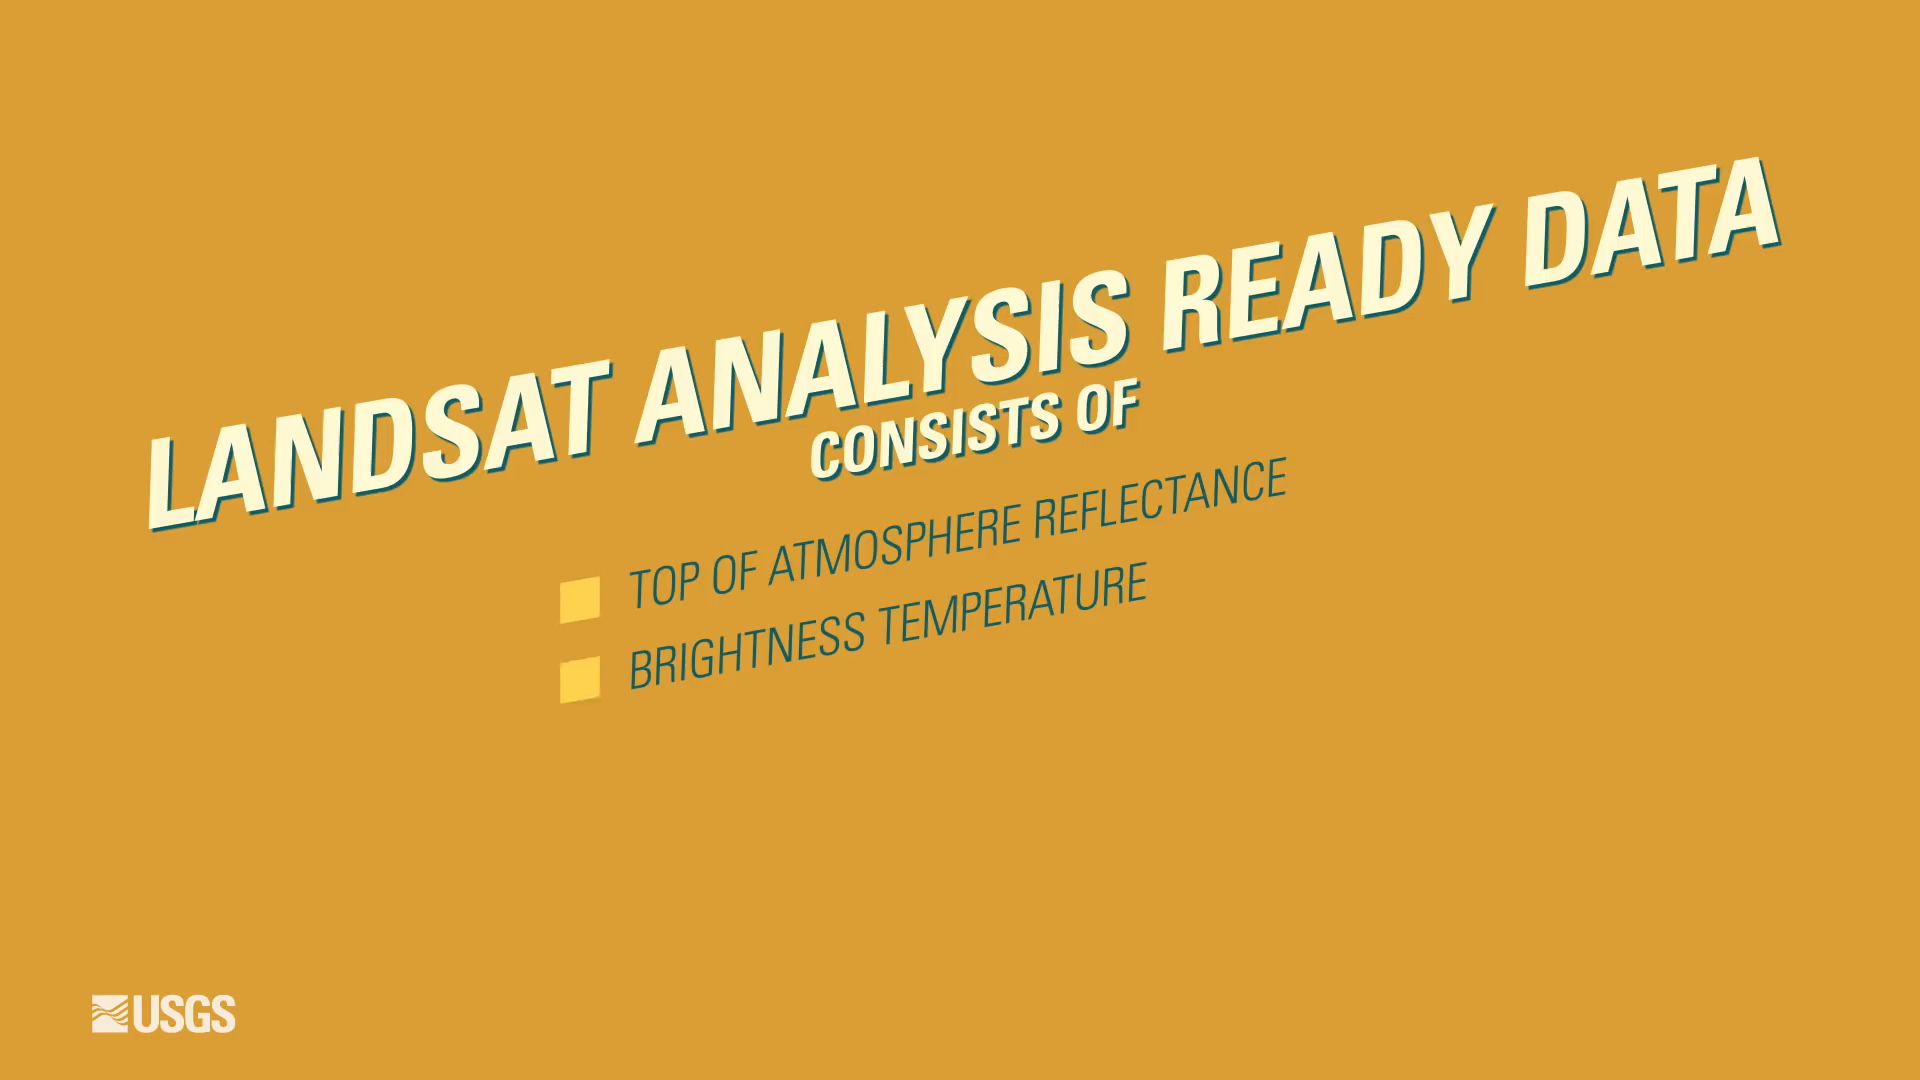 LANDSAT ANALYSIS READY DATA
CONSISTS OF
TOP OF ATMOSPHERE REFLECTANCE
BRIGHTNESS TEMPERATURE
USGS